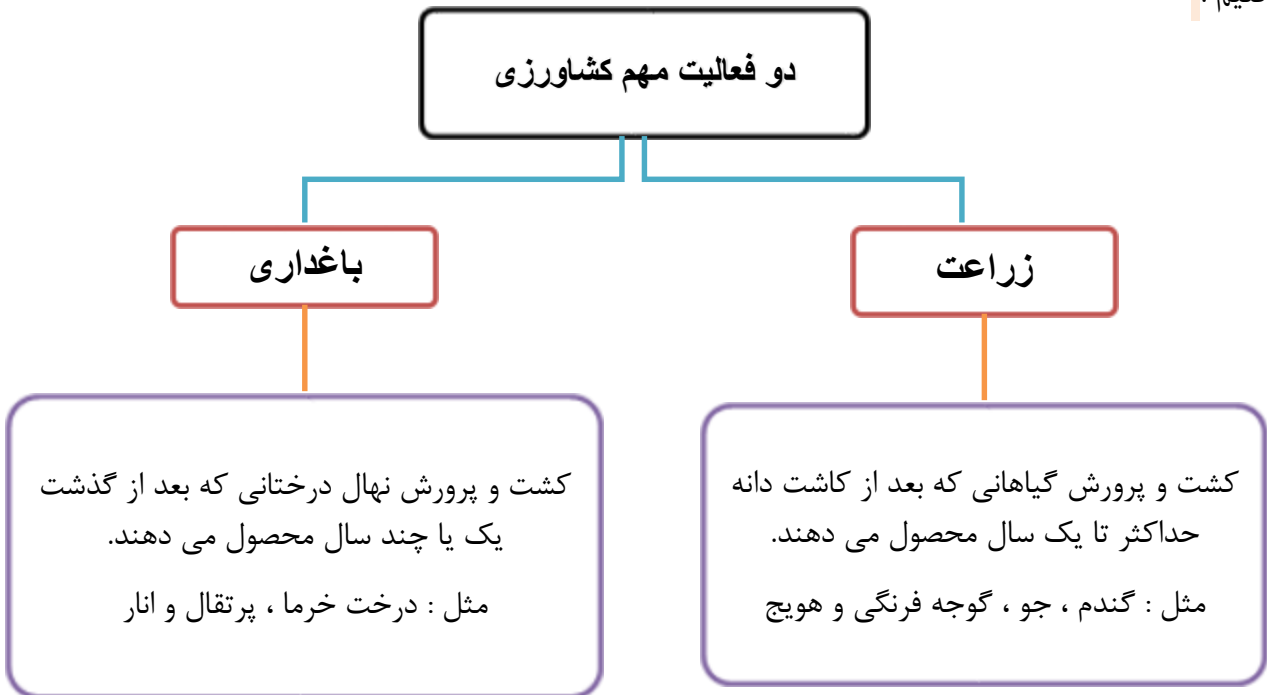 دو فعالیت مهم کشاورزی
زراعت
باغداری
کشت و پرورش گیاهانی که بعد از کاشت دانه
حداکثر تا یک سال محصول می دهند.
مثل : گندم ، جو ، گوجه فرنگی و هویج
کشت و پرورش نهال درختانی که بعد از گذشت
یک یا چند سال محصول می دهند.
مثل : درخت خرما ، پرتقال و انار